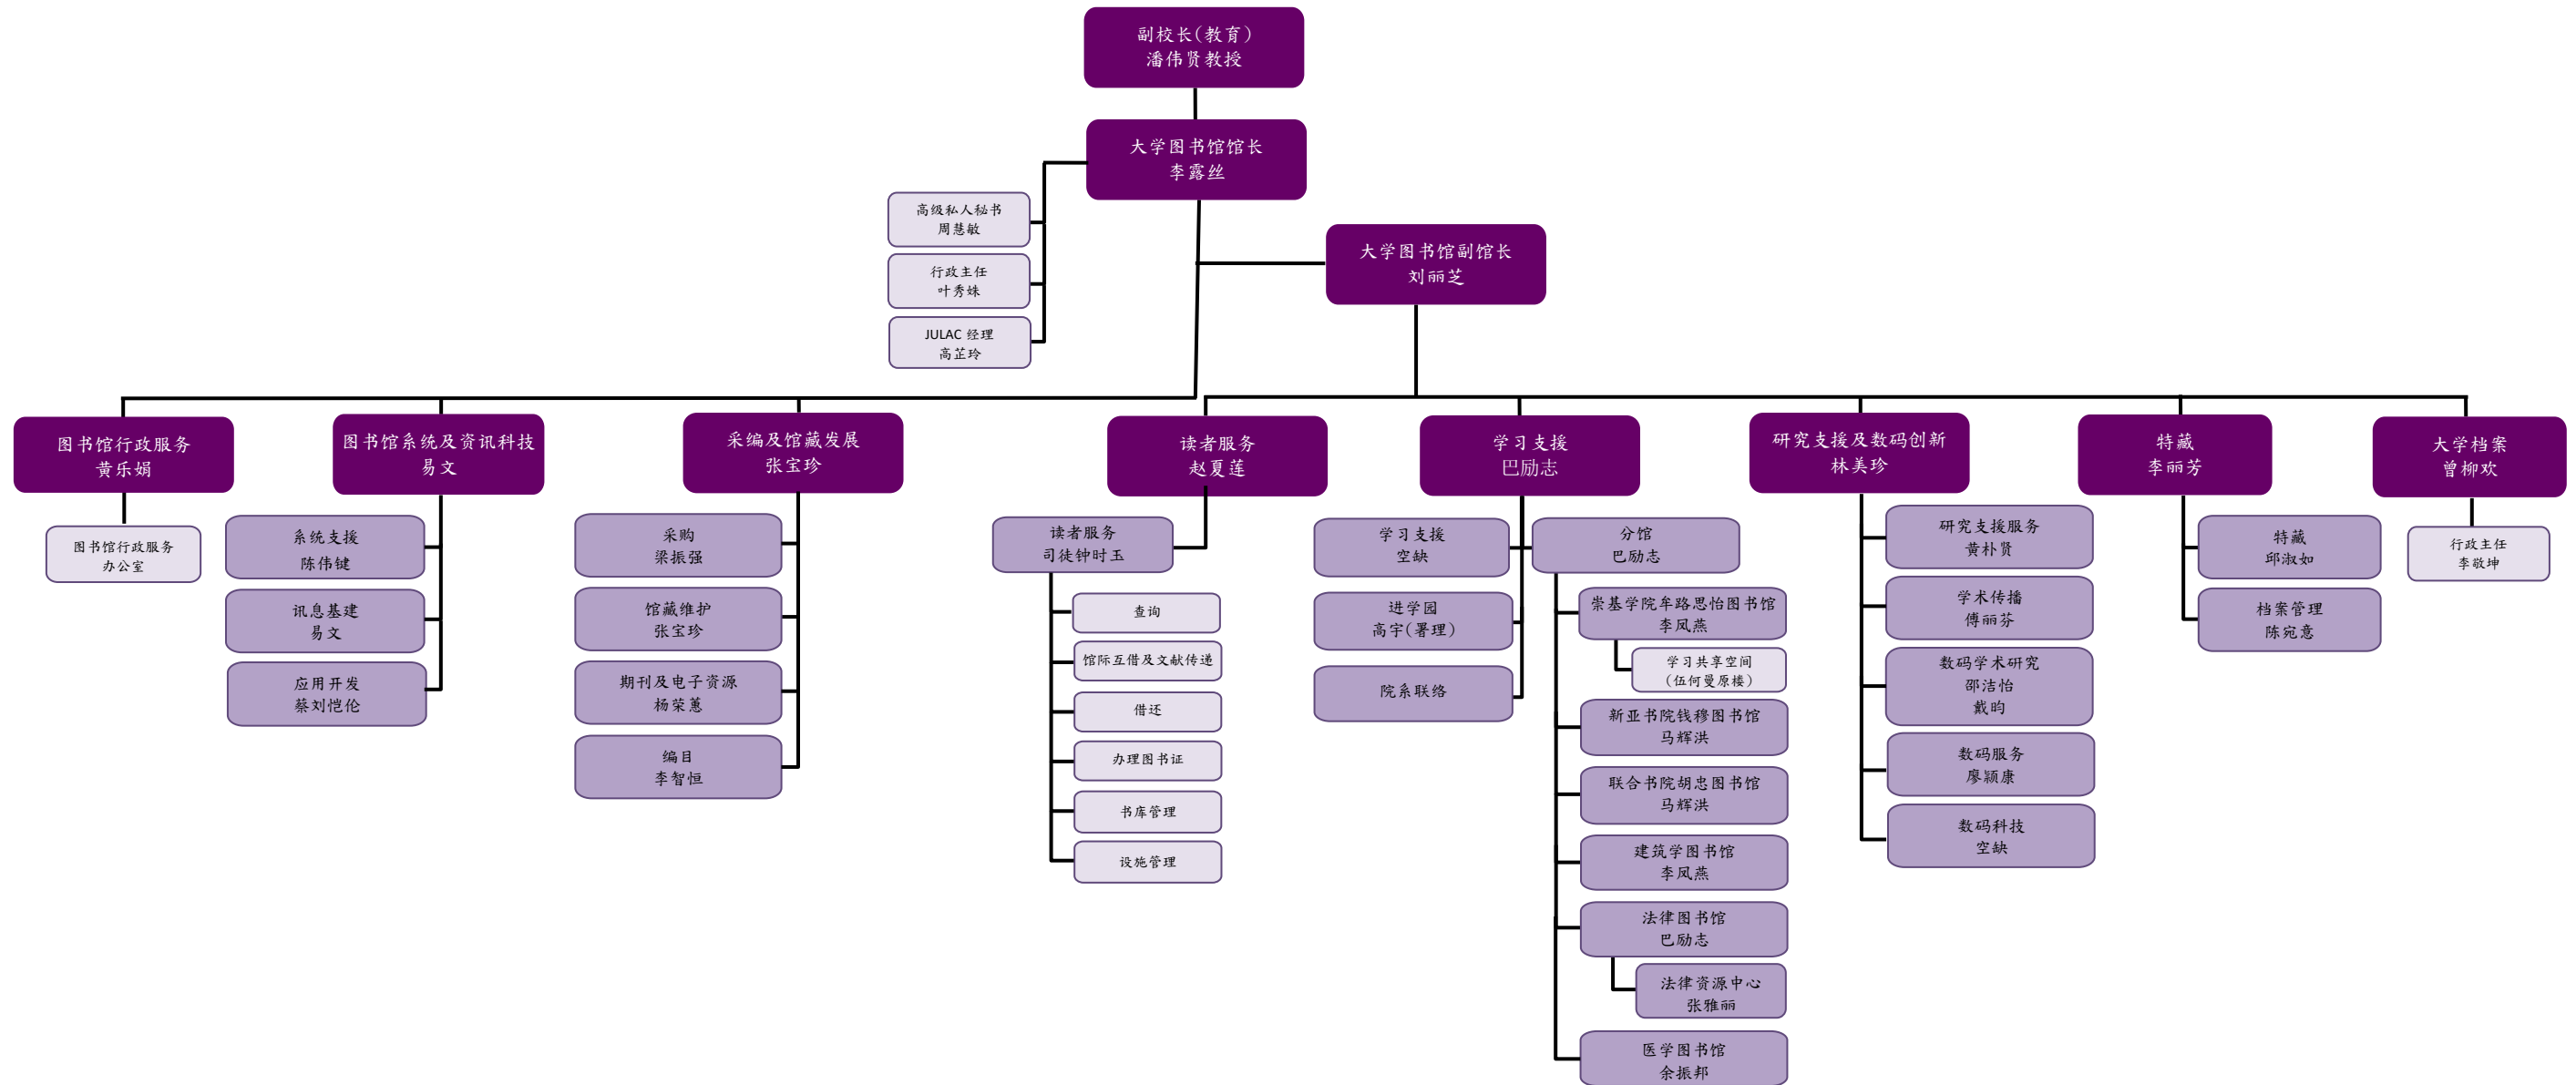 副校长(教育)
潘伟贤教授
大学图书馆馆长
李露丝
高级私人秘书
周慧敏
行政主任
叶秀姝
JULAC 经理
高芷玲
大学图书馆副馆长
刘丽芝
图书馆行政服务
黄乐娟
图书馆行政服务
办公室
图书馆系统及资讯科技
易文
系统支援
陈伟键
讯息基建
易文
应用开发
蔡刘恺伦
采编及馆藏发展
张宝珍
采购
梁振强
馆藏维护
张宝珍
期刊及电子资源
杨荣蕙
编目
李智恒
读者服务
赵夏莲
读者服务
司徒钟时玉
查询
馆际互借及文献传递
借还
办理图书证
书库管理
设施管理
学习支援
巴励志
学习支援
空缺
进学园
高宇(署理)
院系联络
分馆
巴励志
崇基学院牟路思怡图书馆
李凤燕
学习共享空间
(伍何曼原楼)
新亚书院钱穆图书馆
马辉洪
联合书院胡忠图书馆
马辉洪
建筑学图书馆
李凤燕
法律图书馆
巴励志
法律资源中心
张雅丽
医学图书馆
余振邦
研究支援及数码创新
林美珍
研究支援服务
黄朴贤
学术传播
傅丽芬
数码学术研究
邵洁怡
戴昀
数码服务
廖颖康
数码科技
空缺
特藏
李丽芳
特藏
邱淑如
档案管理
陈宛意
大学档案
曾柳欢
行政主任
李敬坤